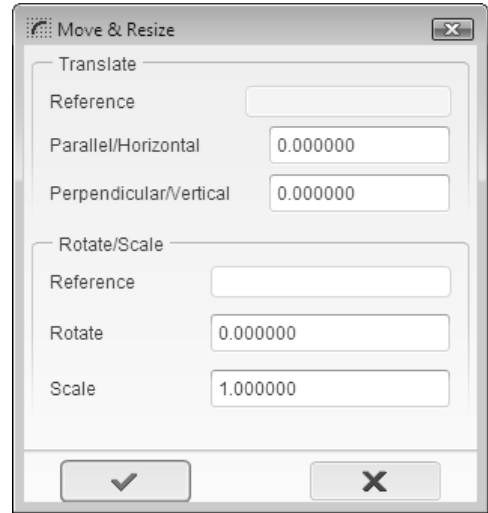 Move & Resize
Translate
Reference
Parallel/Horizontal 0.000000
Perpendicular/Vertical 0.000000
Rotate/Scale
Reference
Rotate 0.000000
Scale 1.000000